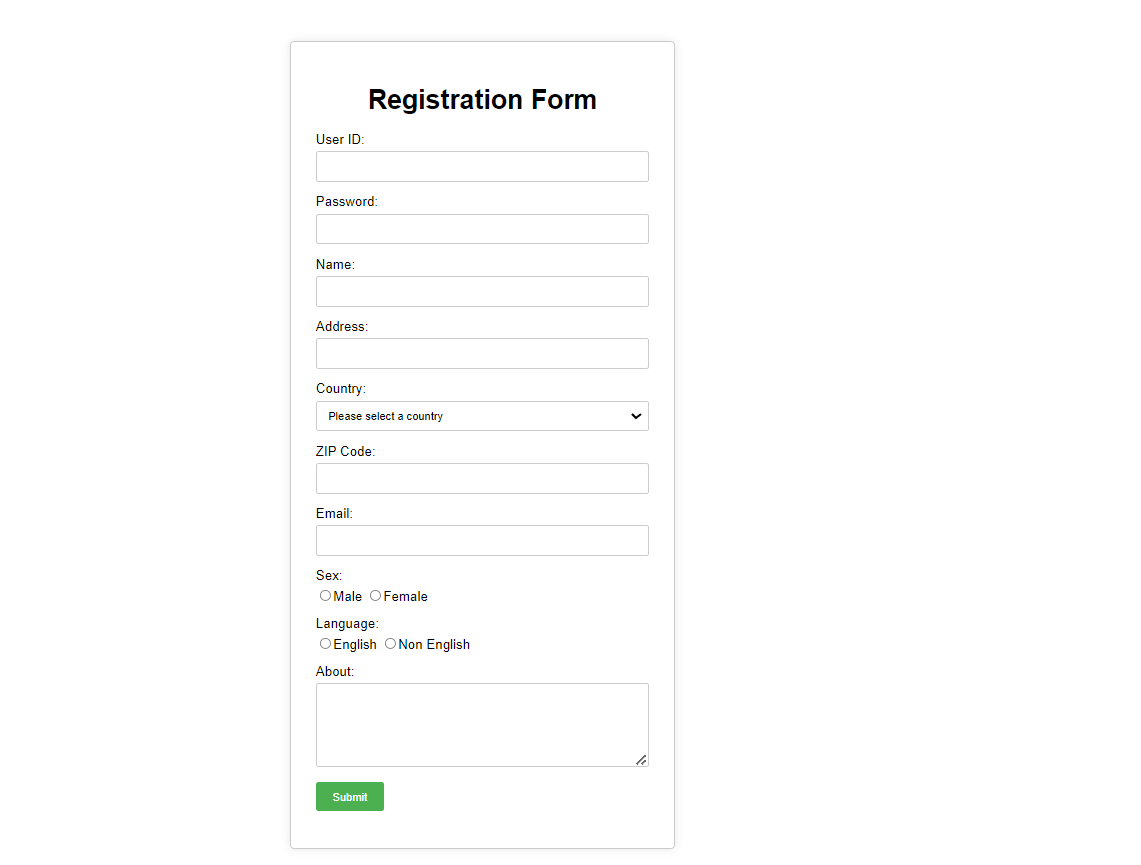 Registration Form
User ID:
Password:
Name:
Address:
Country:
Please select a country
ZIP Code:
Email:
Sex:
Male Female
Language:
English Non English
About:
Submit